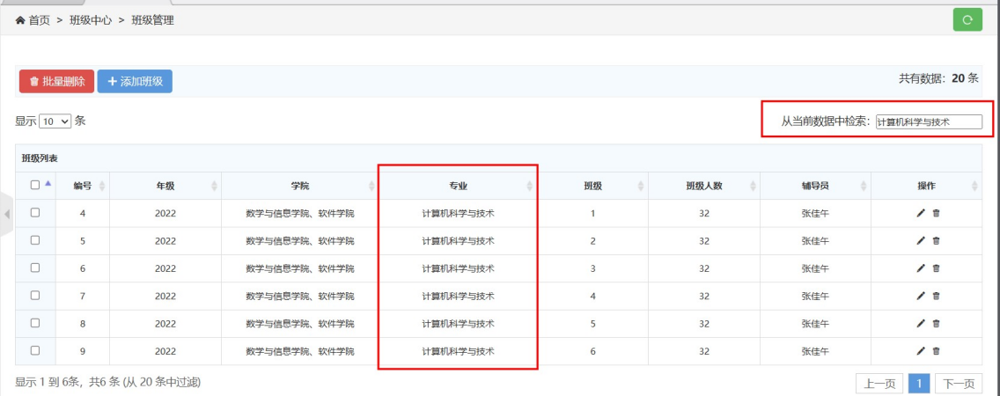 首页 > 班级中心 > 班级管理
批量删除 添加班级 共有数据：20 条
显示 10 条 从当前数据中检索：计算机科学与技术
班级列表
编号 年级 学院 专业 班级 班级人数 辅导员 操作
4 2022 数学与信息学院、软件学院 计算机科学与技术 1 32 张佳午
5 2022 数学与信息学院、软件学院 计算机科学与技术 2 32 张佳午
6 2022 数学与信息学院、软件学院 计算机科学与技术 3 32 张佳午
7 2022 数学与信息学院、软件学院 计算机科学与技术 4 32 张佳午
8 2022 数学与信息学院、软件学院 计算机科学与技术 5 32 张佳午
9 2022 数学与信息学院、软件学院 计算机科学与技术 6 32 张佳午
显示 1 到 6条，共6 条 (从 20 条中过滤) 上一页 1 下一页